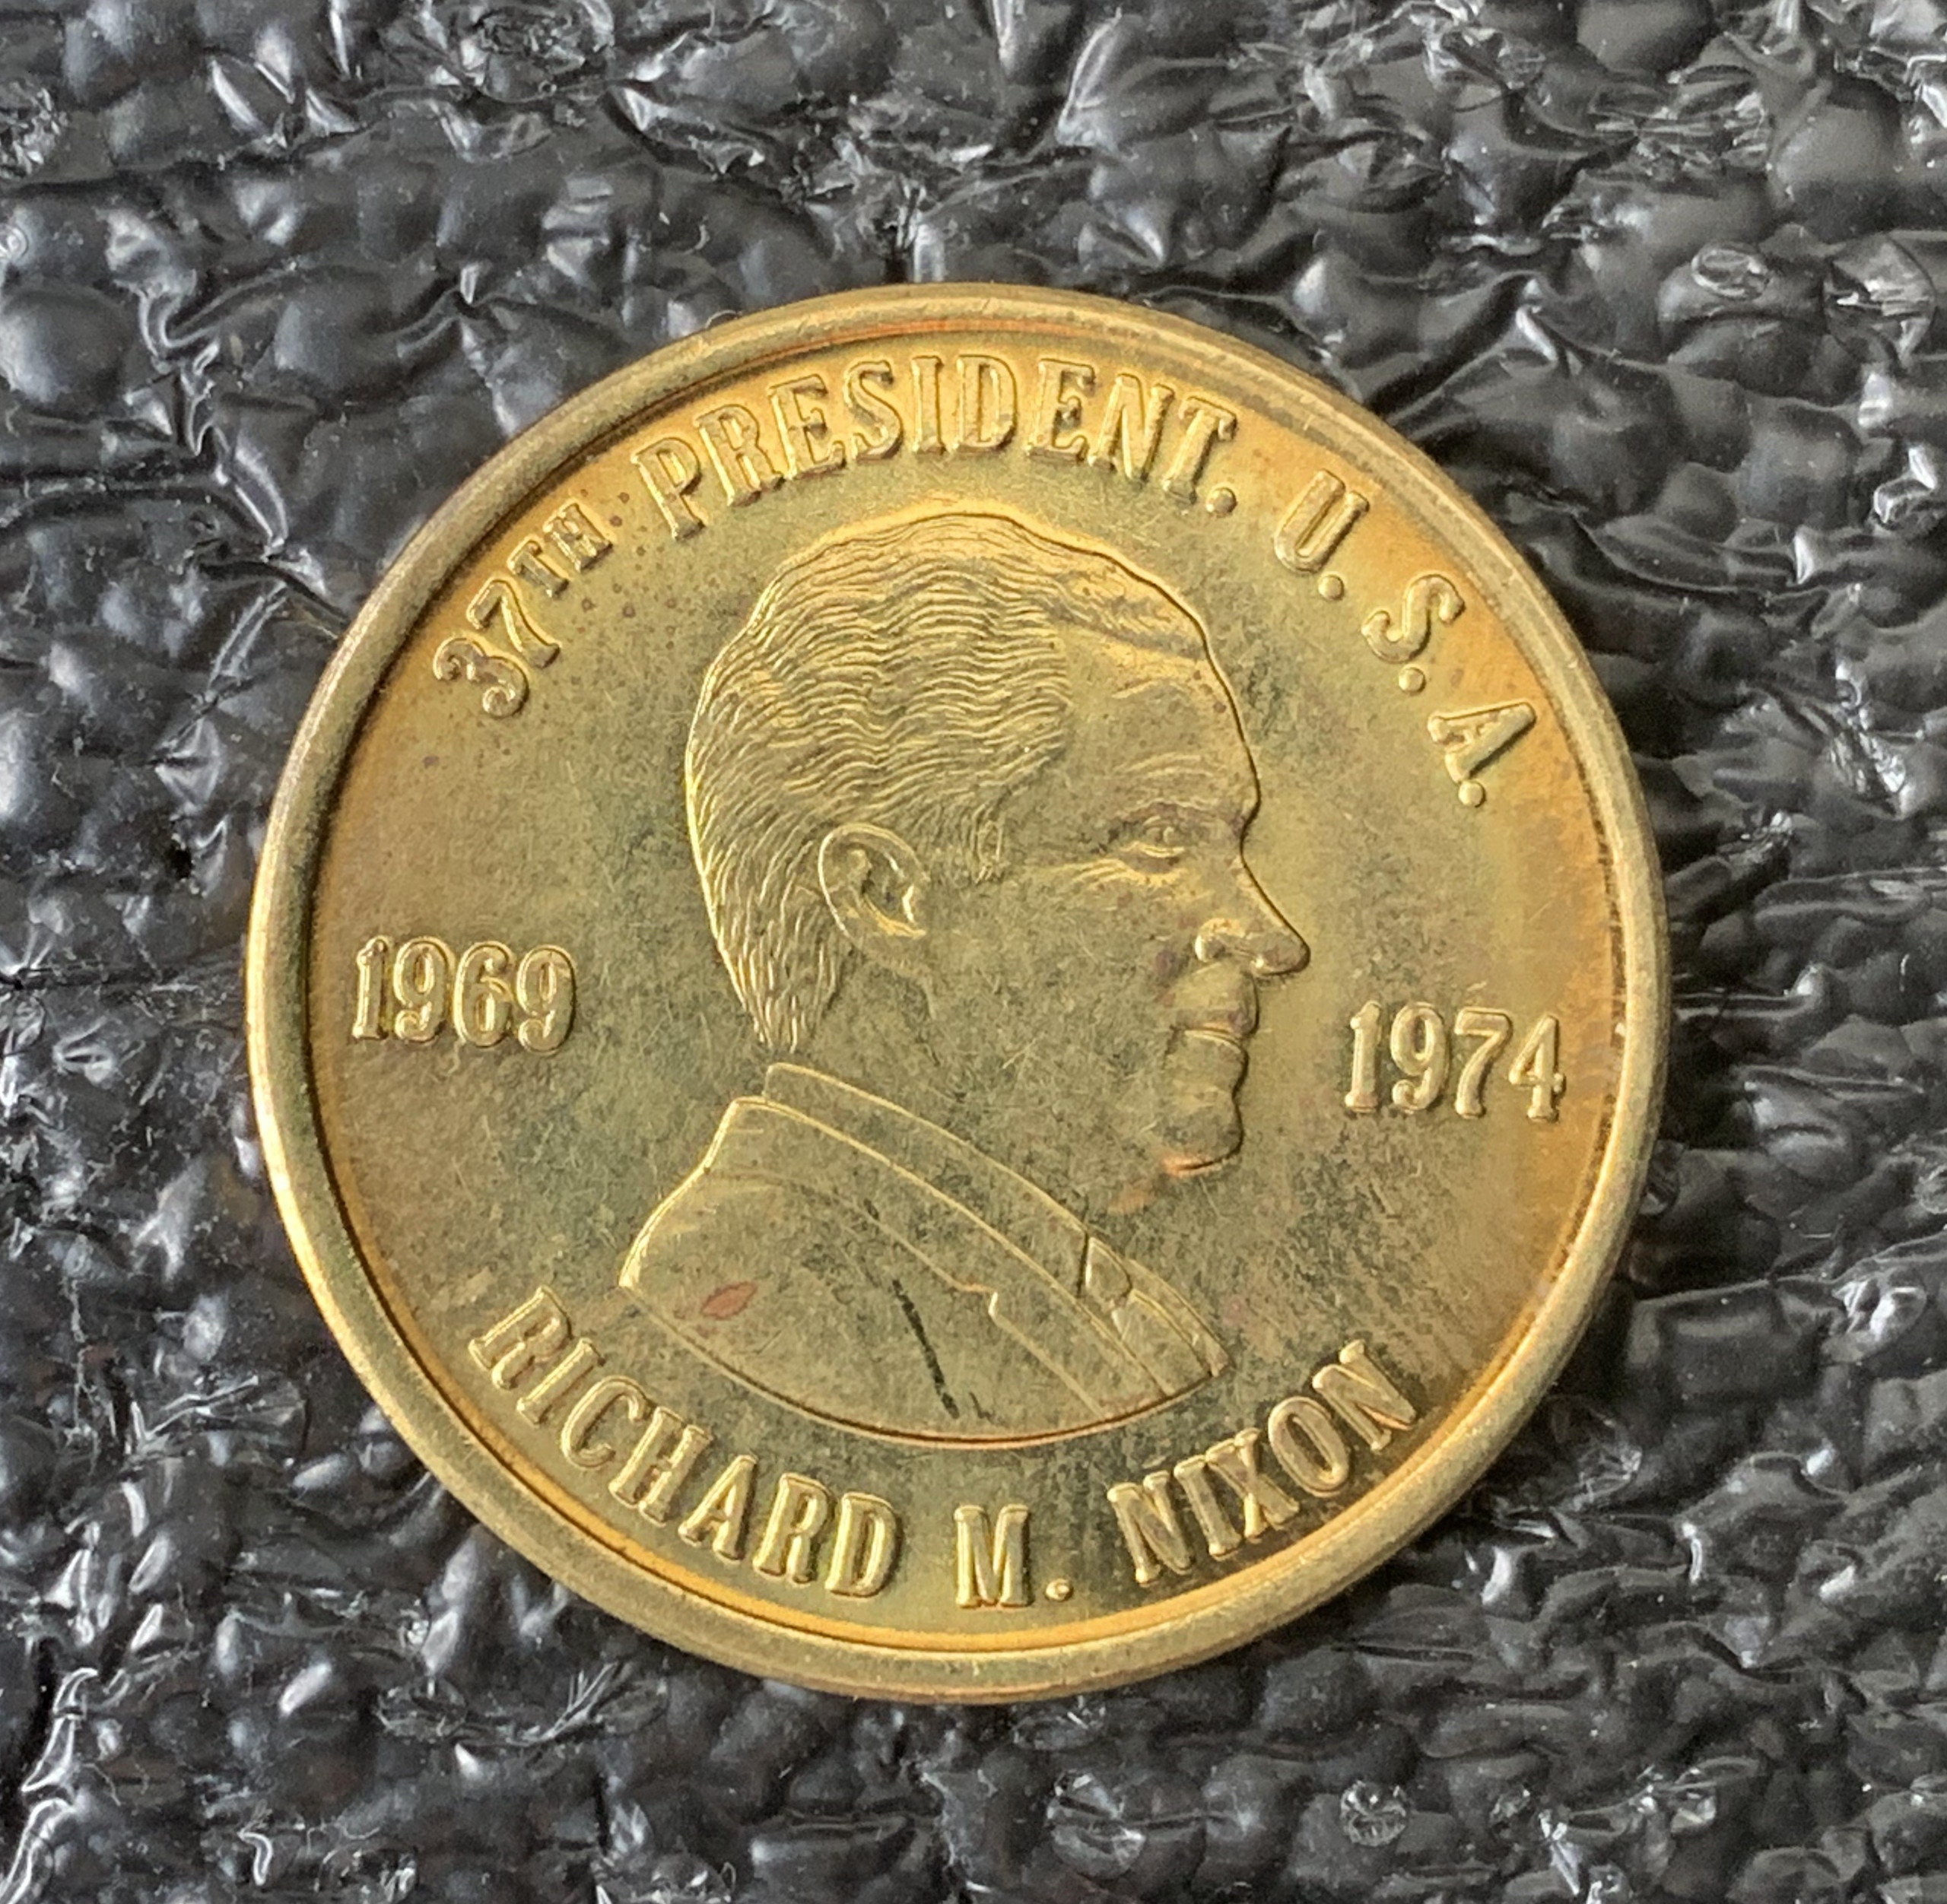 37TH PRESIDENT. U.S.A.
1969
1974
RICHARD M. NIXON